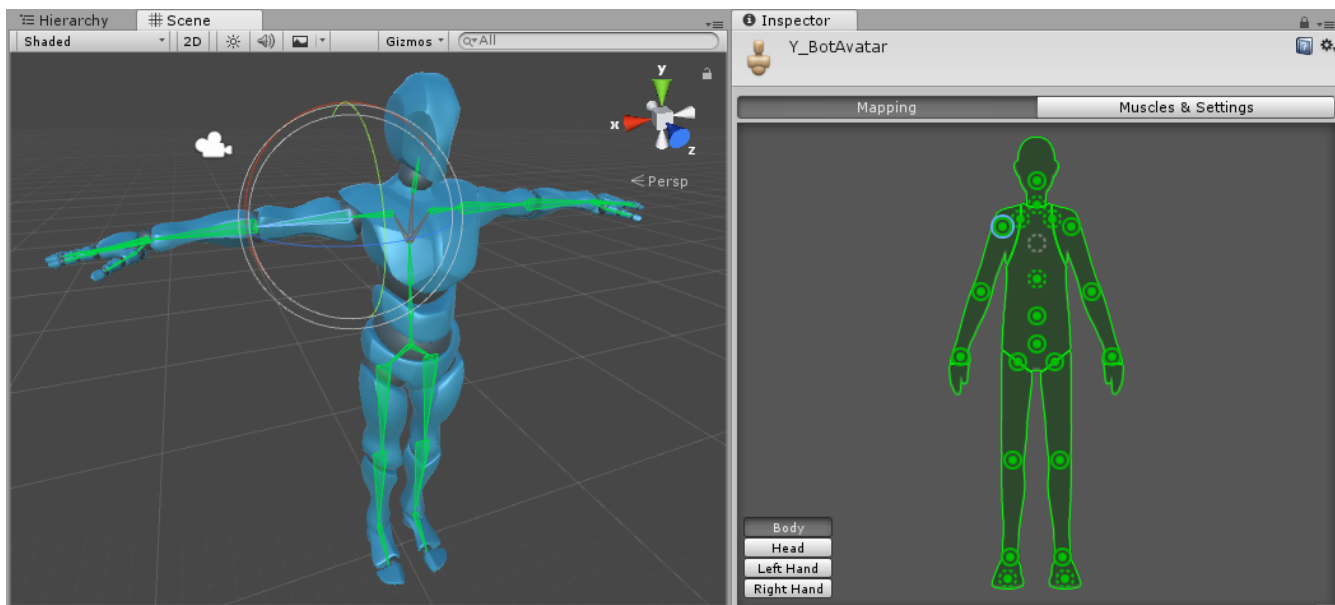 Hierarchy
Scene
Shaded
2D
Gizmos
All
y
x
z
Persp
Inspector
Y_BotAvatar
Mapping
Muscles & Settings
Body
Head
Left Hand
Right Hand